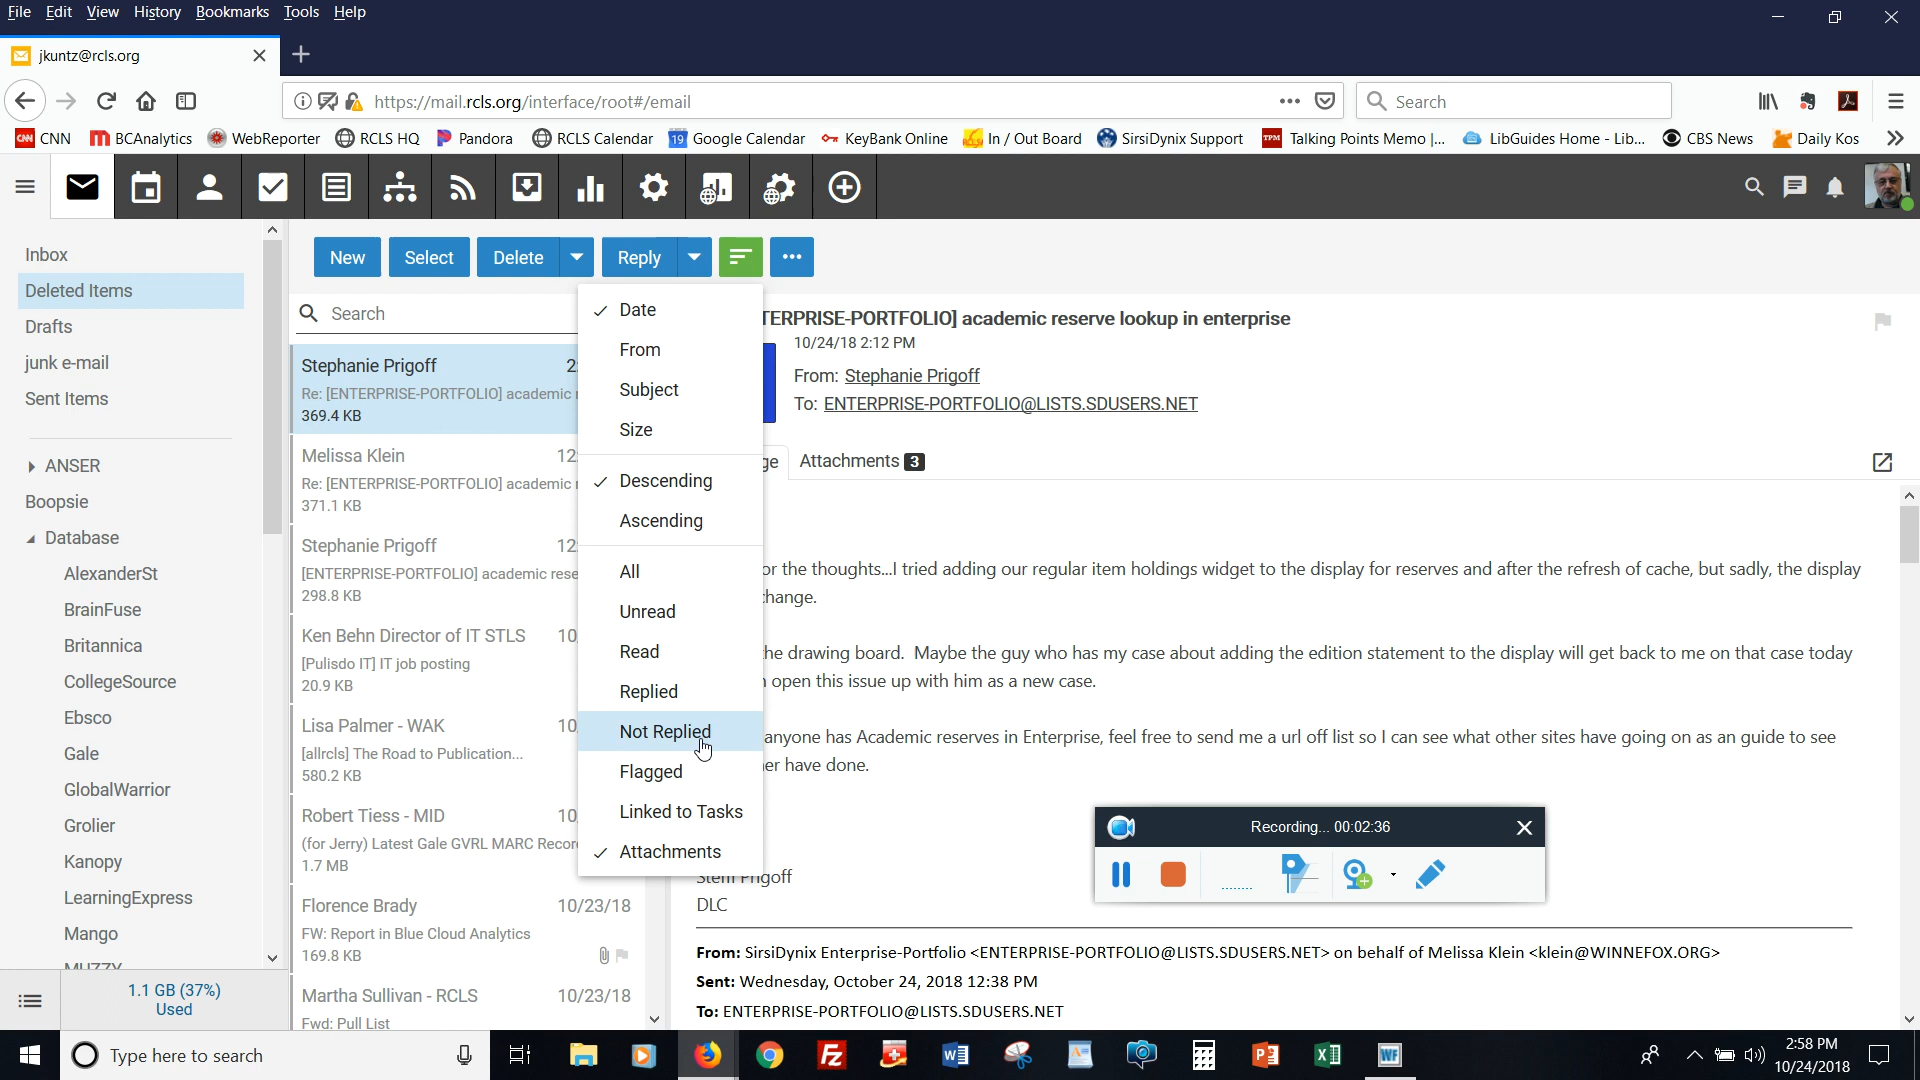 File Edit View History Bookmarks Tools Help
jkuntz@rcls.org
https://mail.rcls.org/interface/root#/email
Search
CNN BCAnalytics WebReporter RCLS HQ Pandora RCLS Calendar 19 Google Calendar KeyBank Online In / Out Board SirsiDynix Support TPM Talking Points Memo |... LibGuides Home - Lib... CBS News Daily Kos
New Select Delete Reply
Inbox
Deleted Items
Drafts
junk e-mail
Sent Items
ANSER
Boopsie
Database
AlexanderSt
BrainFuse
Britannica
CollegeSource
Ebsco
Gale
GlobalWarrior
Grolier
Kanopy
LearningExpress
Mango
MUZZY
1.1 GB (37%)
Used
Search
Stephanie Prigoff 2:
Re: [ENTERPRISE-PORTFOLIO] academic r
369.4 KB
Melissa Klein 12:
Re: [ENTERPRISE-PORTFOLIO] academic r
371.1 KB
Stephanie Prigoff 12:
[ENTERPRISE-PORTFOLIO] academic rese
298.8 KB
Ken Behn Director of IT STLS 10
[Pulisdo IT] IT job posting
20.9 KB
Lisa Palmer - WAK 10
[allrcls] The Road to Publication...
580.2 KB
Robert Tiess - MID 10
(for Jerry) Latest Gale GVRL MARC Recor
1.7 MB
Florence Brady 10/23/18
FW: Report in Blue Cloud Analytics
169.8 KB
Martha Sullivan - RCLS 10/23/18
Fwd: Pull List
Date
From
Subject
Size
Descending
Ascending
All
Unread
Read
Replied
Not Replied
Flagged
Linked to Tasks
Attachments
TERPRISE-PORTFOLIO] academic reserve lookup in enterprise
10/24/18 2:12 PM
From: Stephanie Prigoff
To: ENTERPRISE-PORTFOLIO@LISTS.SDUSERS.NET
ge Attachments 3
or the thoughts...I tried adding our regular item holdings widget to the display for reserves and after the refresh of cache, but sadly, the display
hange.
he drawing board. Maybe the guy who has my case about adding the edition statement to the display will get back to me on that case today
open this issue up with him as a new case.
anyone has Academic reserves in Enterprise, feel free to send me a url off list so I can see what other sites have going on as an guide to see
er have done.
Recording... 00:02:36
Steffi Prigoff
DLC
From: SirsiDynix Enterprise-Portfolio <ENTERPRISE-PORTFOLIO@LISTS.SDUSERS.NET> on behalf of Melissa Klein <klein@WINNEFOX.ORG>
Sent: Wednesday, October 24, 2018 12:38 PM
To: ENTERPRISE-PORTFOLIO@LISTS.SDUSERS.NET
Type here to search
2:58 PM
10/24/2018